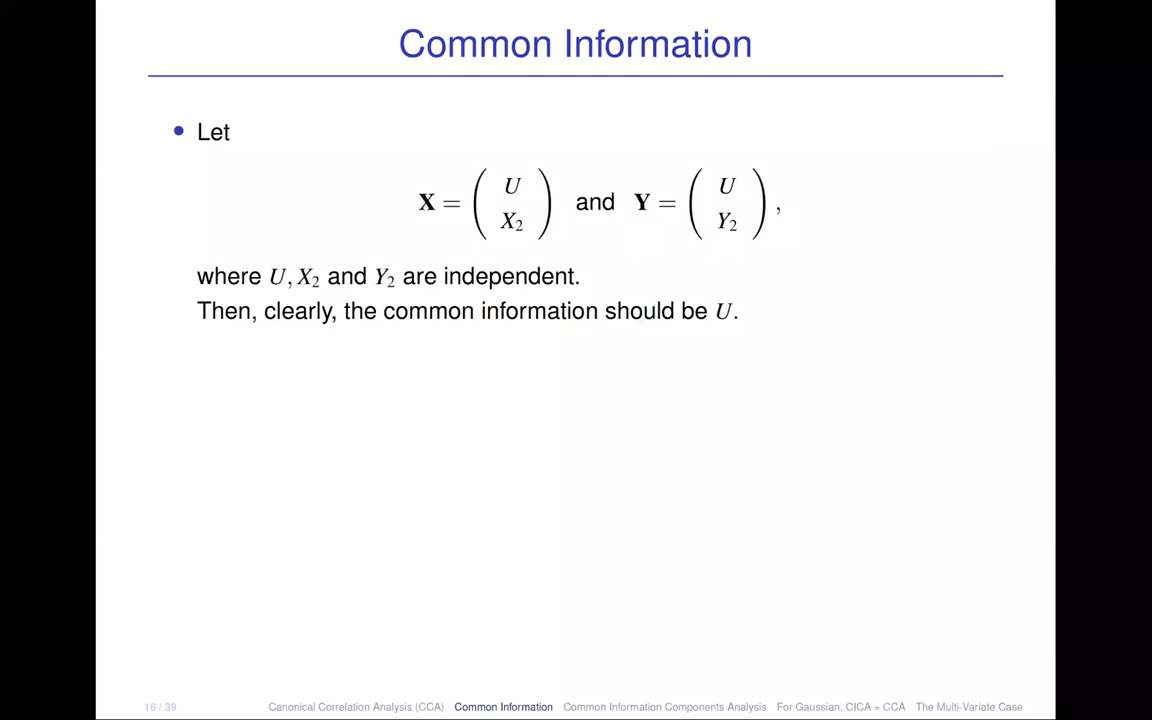 Common Information
• Let
X = ( U X₂ ) and Y = ( U Y₂ ),
where U, X₂ and Y₂ are independent.
Then, clearly, the common information should be U.
16 / 39 Canonical Correlation Analysis (CCA) Common Information Common Information Components Analysis For Gaussian, CICA = CCA The Multi-Variate Case